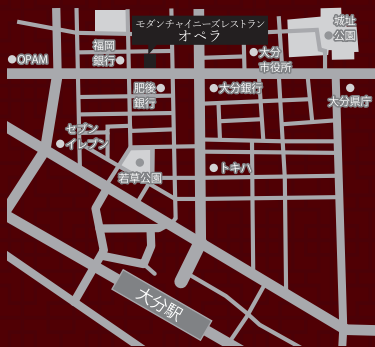 モダンチャイニーズレストラン
オペラ
城址
公園
福岡
銀行
OPAM
大分
市役所
肥後
銀行
大分銀行
大分県庁
セブン
イレブン
若草公園
トキハ
大分駅